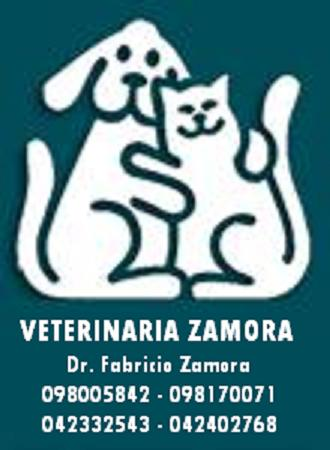 VETERINARIA ZAMORA
Dr. Fabricio Zamora
098005842 - 098170071
042332543 - 042402768